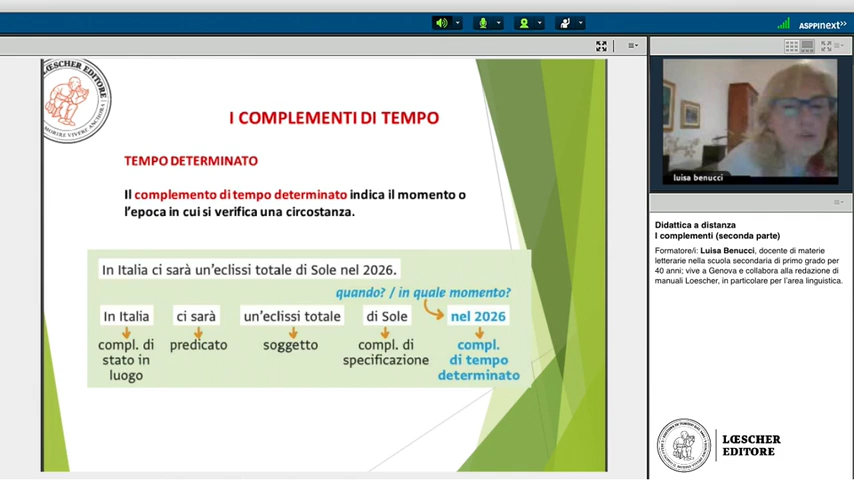 ASPPInext>>
LŒSCHER EDITORE
MORIRE VIVERE ANCHORA
I COMPLEMENTI DI TEMPO
TEMPO DETERMINATO
Il complemento di tempo determinato indica il momento o
l'epoca in cui si verifica una circostanza.
In Italia ci sarà un'eclissi totale di Sole nel 2026.
quando? / in quale momento?
In Italia ci sarà un'eclissi totale di Sole nel 2026
compl. di stato in luogo
predicato
soggetto
compl. di specificazione
compl. di tempo determinato
luisa benucci
Didattica a distanza
I complementi (seconda parte)
Formatore/i: Luisa Benucci, docente di materie
letterarie nella scuola secondaria di primo grado per
40 anni; vive a Genova e collabora alla redazione di
manuali Loescher, in particolare per l'area linguistica.
LŒSCHER
EDITORE